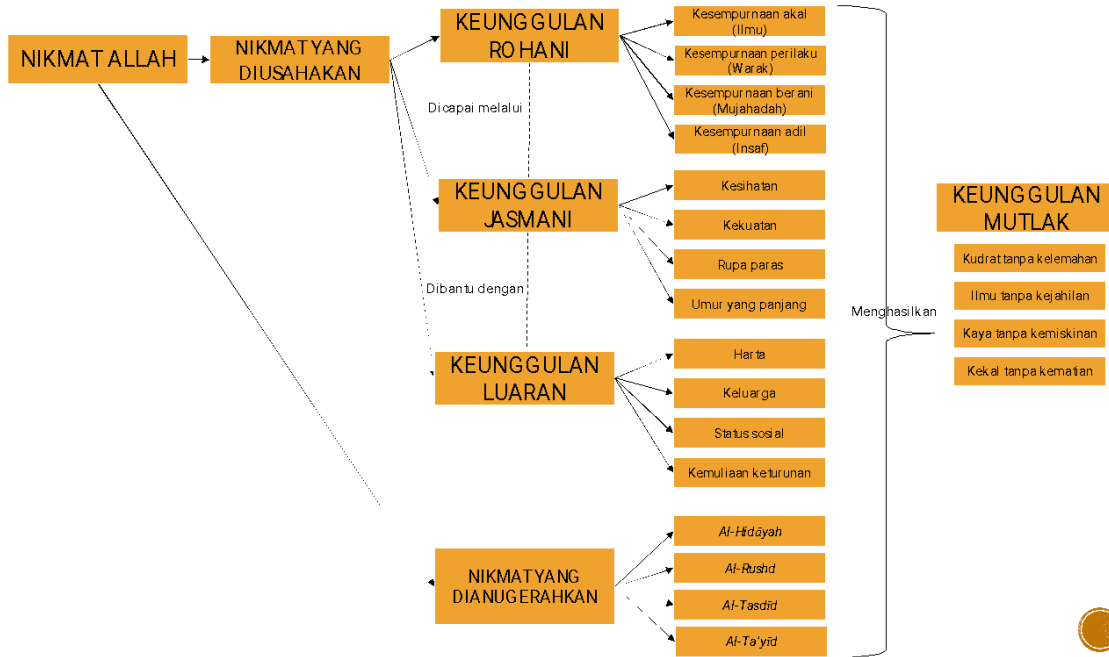 NIKMAT ALLAH
NIKMAT YANG
DIUSAHAKAN
KEUNGGULAN
ROHANI
Kesempurnaan akal
(Ilmu)
Kesempurnaan perilaku
(Warak)
Kesempurnaan berani
(Mujahadah)
Kesempurnaan adil
(Insaf)
Dicapai melalui
KEUNGGULAN
JASMANI
Kesihatan
Kekuatan
Rupa paras
Umur yang panjang
Dibantu dengan
KEUNGGULAN
LUARAN
Harta
Keluarga
Status sosial
Kemuliaan keturunan
NIKMAT YANG
DIANUGERAHKAN
Al-Hidāyah
Al-Rushd
Al-Tasdīd
Al-Ta'yīd
Menghasilkan
KEUNGGULAN
MUTLAK
Kudrat tanpa kelemahan
Ilmu tanpa kejahilan
Kaya tanpa kemiskinan
Kekal tanpa kematian